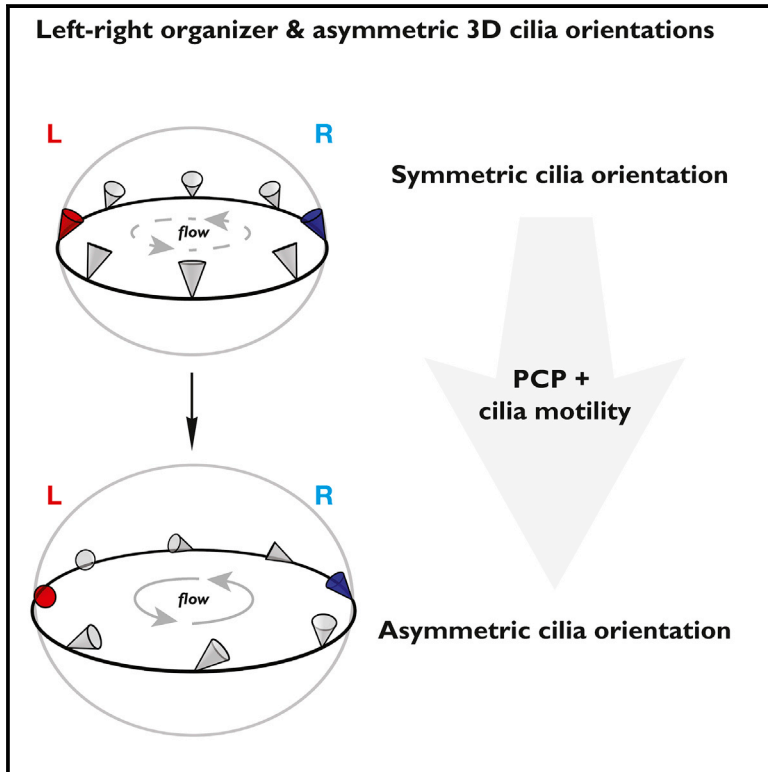 Left-right organizer & asymmetric 3D cilia orientations
L
R
Symmetric cilia orientation
flow
PCP +
cilia motility
L
R
flow
Asymmetric cilia orientation